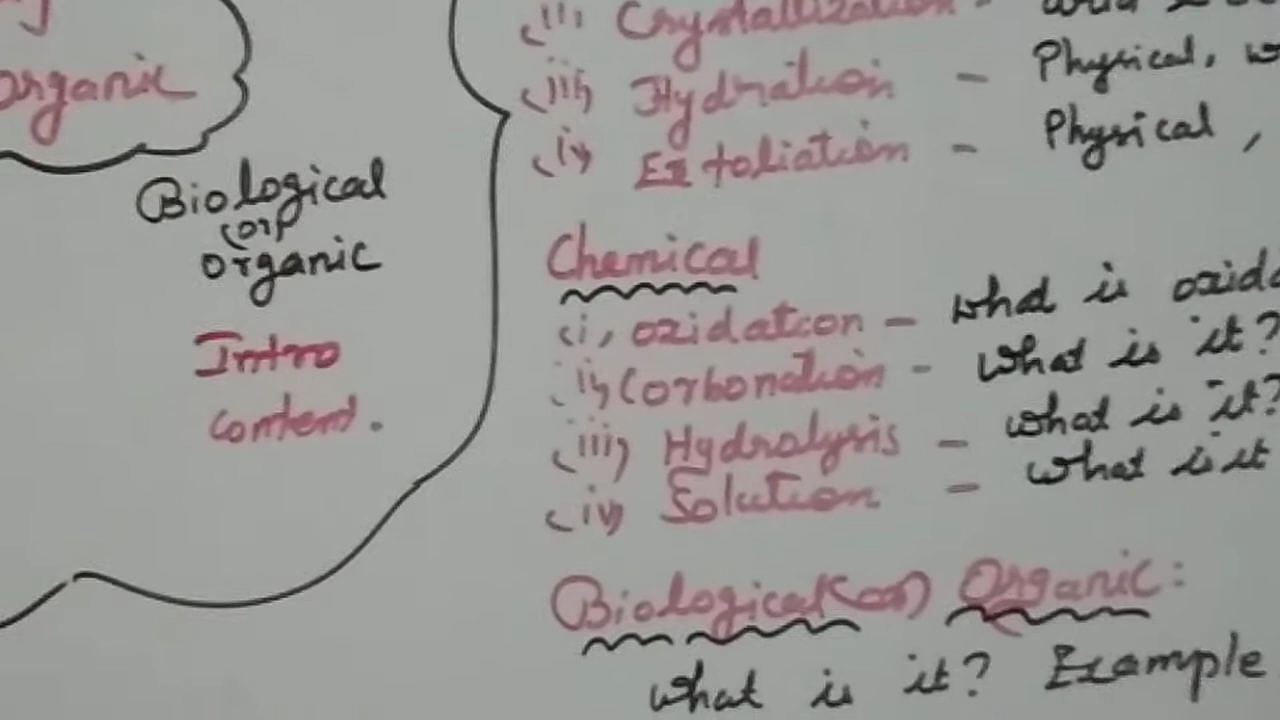 organic
Biological
(or)
organic
Intro
content.
(ii) Crystallization -
(iii) Hydration - Physical,
(iv) Exfoliation - Physical,
Chemical
(i) oxidation - what is
ii) Carbonation - what is it?
(iii) Hydralysis - what is it?
(iv) Solution - what is it
Biological (or) Organic:
what is it? Example